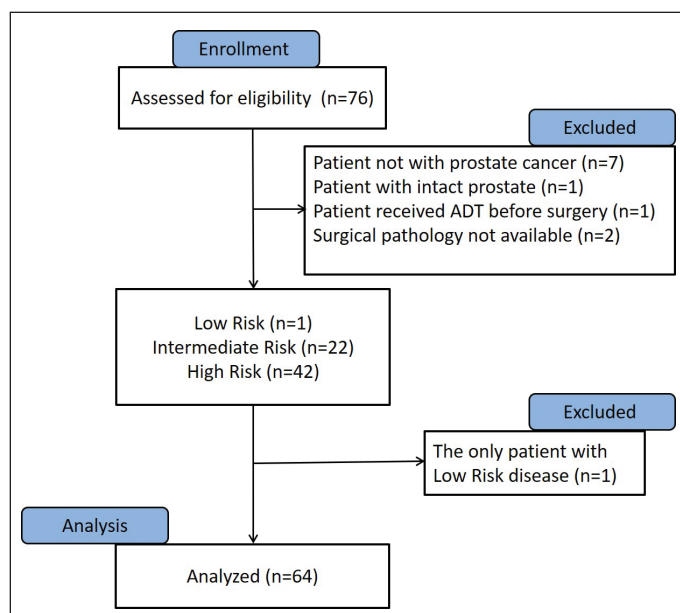 Enrollment
Assessed for eligibility (n=76)
Excluded
Patient not with prostate cancer (n=7)
Patient with intact prostate (n=1)
Patient received ADT before surgery (n=1)
Surgical pathology not available (n=2)
Low Risk (n=1)
Intermediate Risk (n=22)
High Risk (n=42)
Excluded
The only patient with
Low Risk disease (n=1)
Analysis
Analyzed (n=64)